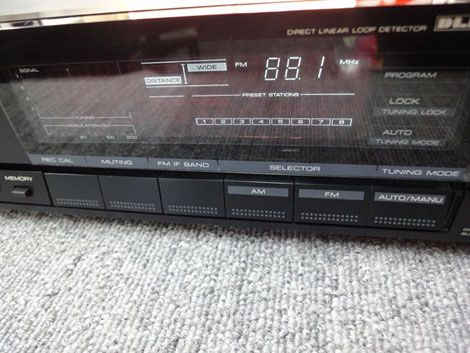 DIRECT LINEAR LOOP DETECTOR
SIGNAL
WIDE
FM 88.1 MHz
DISTANCE
PROGRAM
PRESET STATIONS
LOCK
TUNING LOCK
TUNING
1 2 3 4 5 6 7 8
MODULATION(%)
AUTO
TUNING MODE
REC CAL MUTING FM IF BAND SELECTOR TUNING MODE
MEMORY
AM FM AUTO/MANU